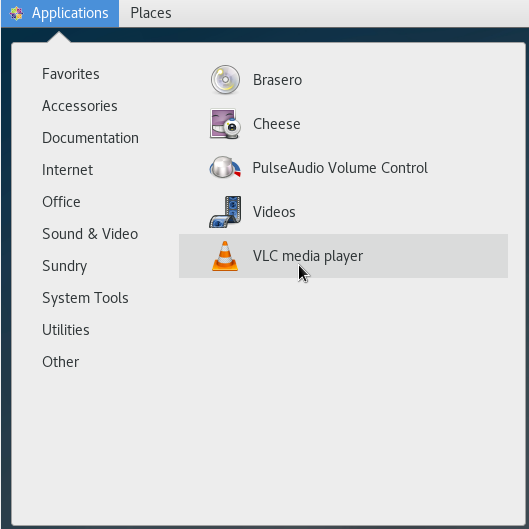 Applications Places
Favorites
Accessories
Documentation
Internet
Office
Sound & Video
Sundry
System Tools
Utilities
Other
Brasero
Cheese
PulseAudio Volume Control
Videos
VLC media player